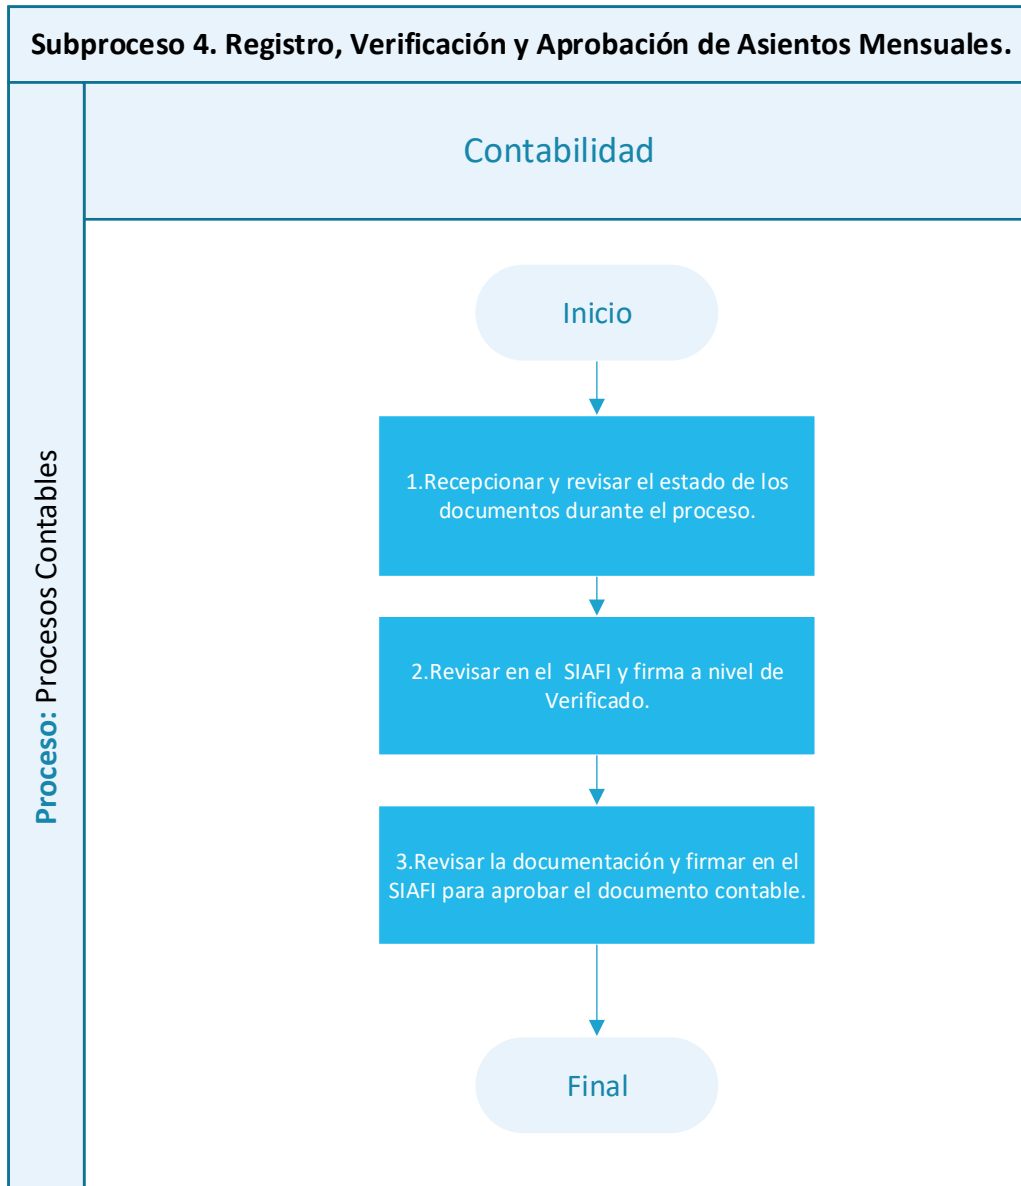 Subproceso 4. Registro, Verificación y Aprobación de Asientos Mensuales.
Contabilidad
Proceso: Procesos Contables
Inicio
1.Recepcionar y revisar el estado de los
documentos durante el proceso.
2.Revisar en el  SIAFI y firma a nivel de
Verificado.
3.Revisar la documentación y firmar en el
SIAFI para aprobar el documento contable.
Final